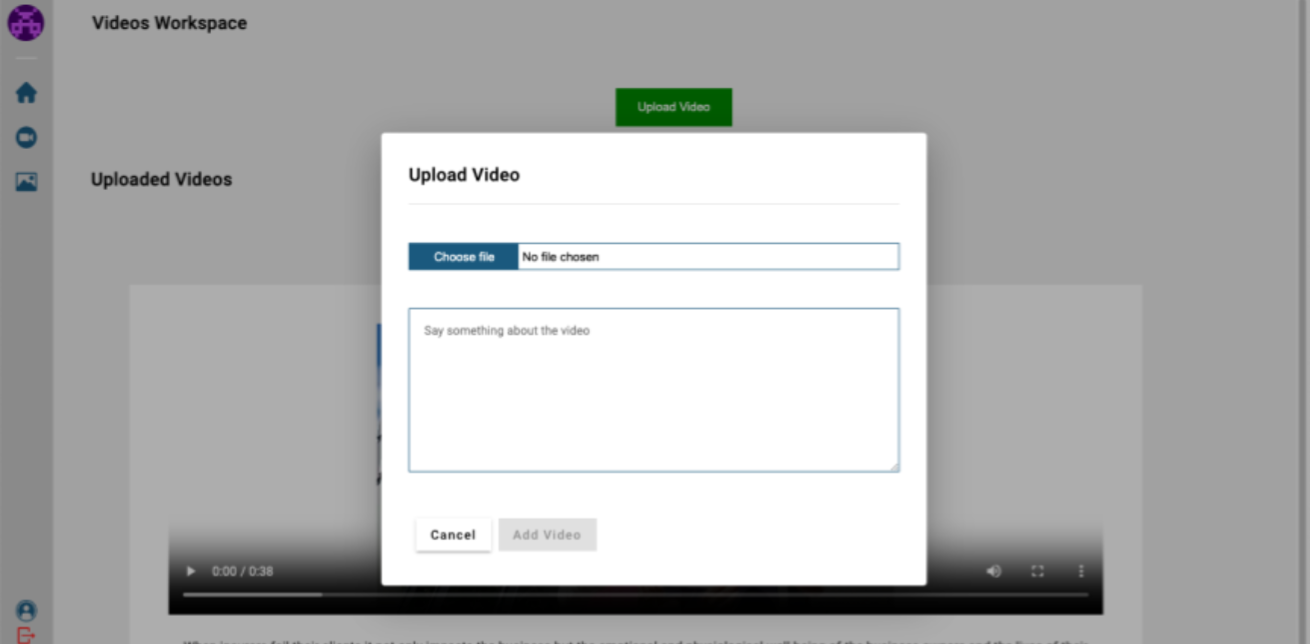 Videos Workspace
Upload Video
Uploaded Videos
Upload Video
Choose file No file chosen
Say something about the video
Cancel Add Video
0:00 / 0:38